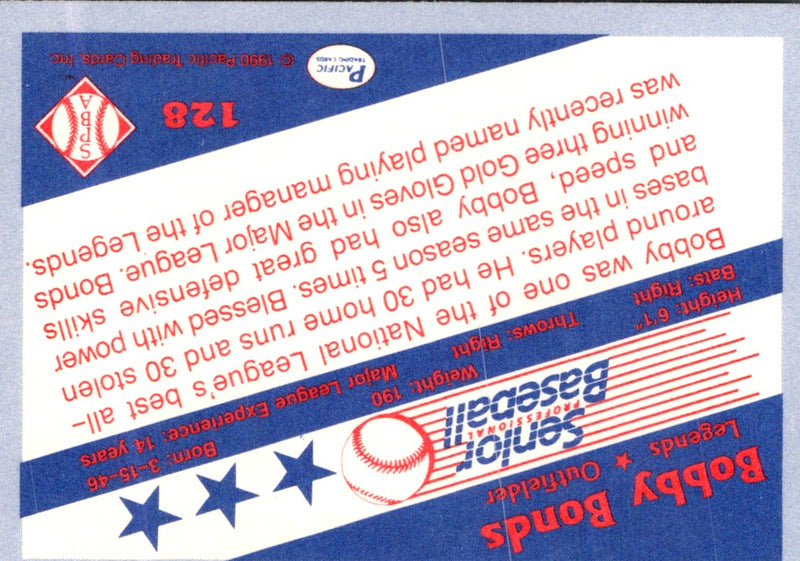 Bobby Bonds
Legends ★ Outfielder
Senior
PROFESSIONAL
Baseball
Height: 6'1" Weight: 190 Born: 3-15-46
Bats: Right Throws: Right Major League Experience: 14 years
Bobby was one of the National League's best all-
around players. He had 30 home runs and 30 stolen
bases in the same season 5 times. Blessed with power
and speed, Bobby also had great defensive skills
winning three Gold Gloves in the Major League. Bonds
was recently named playing manager of the Legends.
128
SPBA
PACIFIC
TRADING CARDS
© 1990 Pacific Trading Cards, Inc.